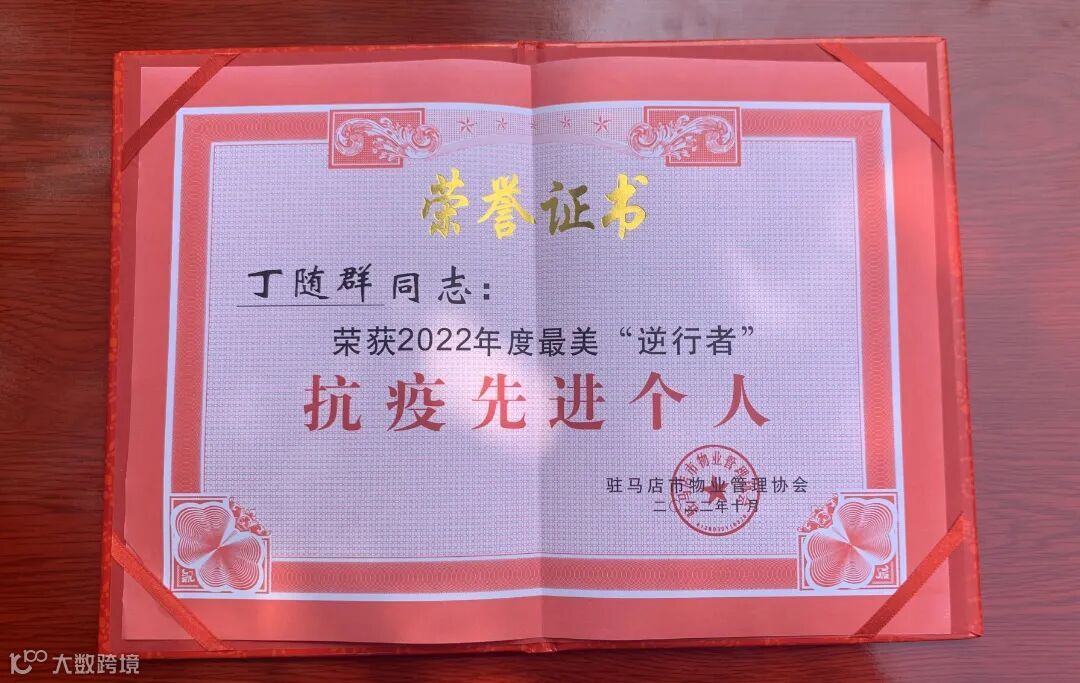 荣誉证书
丁随群同志：
荣获2022年度最美“逆行者”
抗疫先进个人
驻马店市物业管理协会
二〇二二年十月
大数跨境